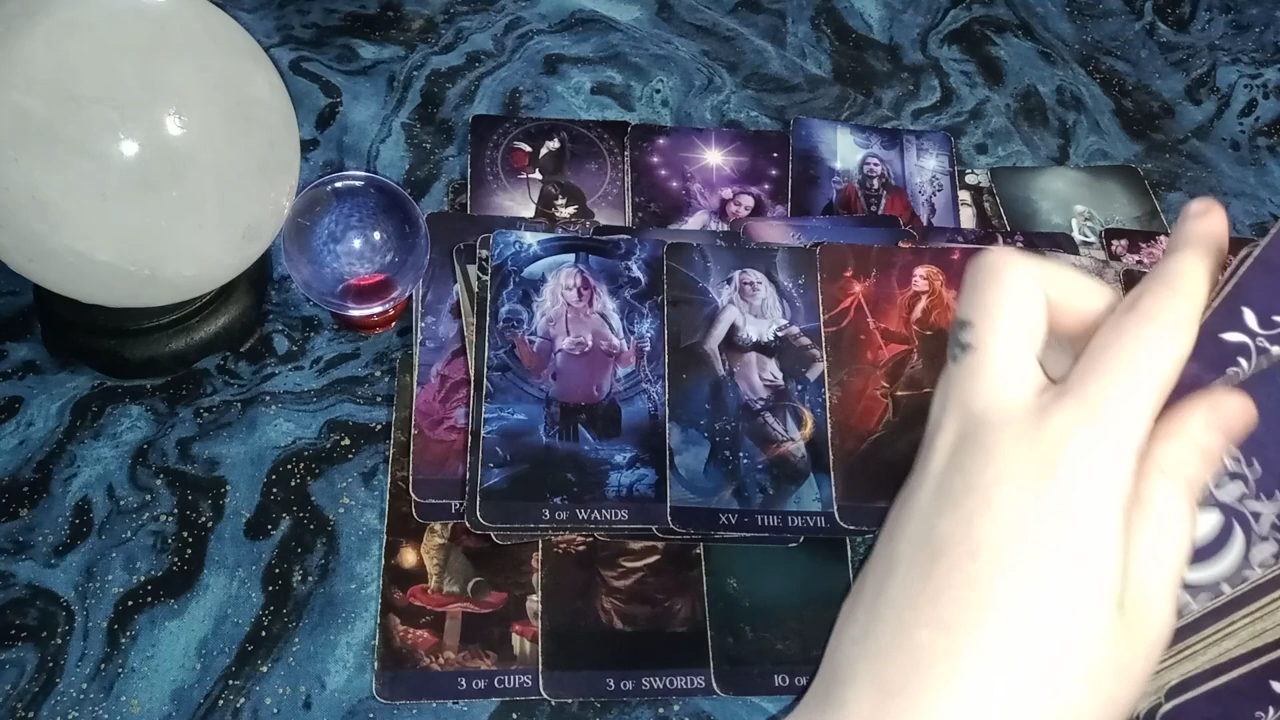 3 OF WANDS
XV - THE DEVIL
3 OF CUPS
3 OF SWORDS
10 OF